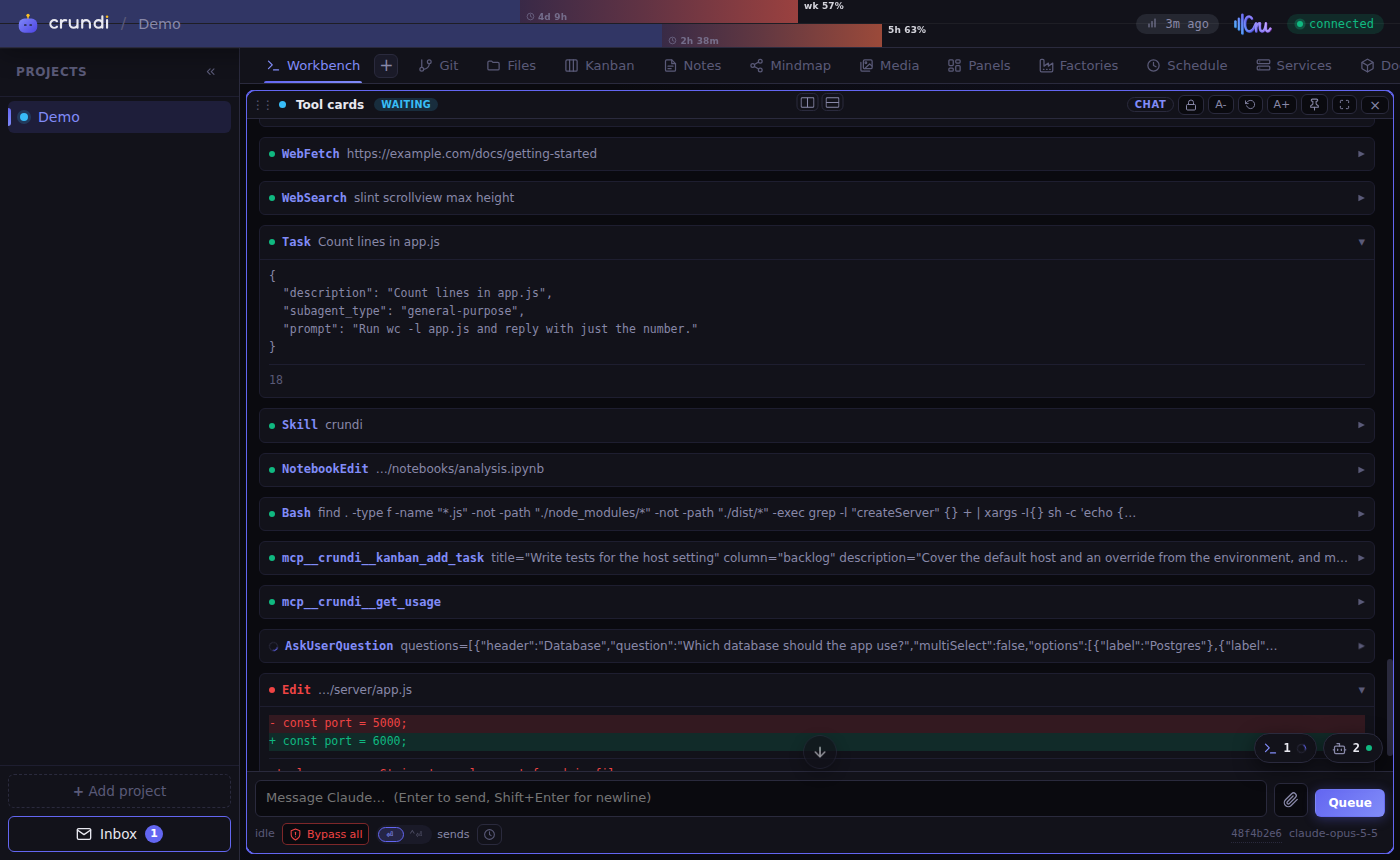 crundi / Demo
4d 9h
wk 57%
2h 38m
5h 63%
3m ago
Cru
connected
PROJECTS
«
Demo
Workbench
+
Git
Files
Kanban
Notes
Mindmap
Media
Panels
Factories
Schedule
Services
Do
Tool cards WAITING
CHAT
A-
A+
WebFetch https://example.com/docs/getting-started
WebSearch slint scrollview max height
Task Count lines in app.js
{
"description": "Count lines in app.js",
"subagent_type": "general-purpose",
"prompt": "Run wc -l app.js and reply with just the number."
}
18
Skill crundi
NotebookEdit …/notebooks/analysis.ipynb
Bash find . -type f -name "*.js" -not -path "./node_modules/*" -not -path "./dist/*" -exec grep -l "createServer" {} + | xargs -I{} sh -c 'echo {…
mcp__crundi__kanban_add_task title="Write tests for the host setting" column="backlog" description="Cover the default host and an override from the environment, and m…
mcp__crundi__get_usage
AskUserQuestion questions=[{"header":"Database","question":"Which database should the app use?","multiSelect":false,"options":[{"label":"Postgres"},{"label"…
Edit …/server/app.js
- const port = 5000;
+ const port = 6000;
1
2
+ Add project
Inbox 1
Message Claude… (Enter to send, Shift+Enter for newline)
Queue
idle
Bypass all
sends
48f4b2e6 claude-opus-5-5